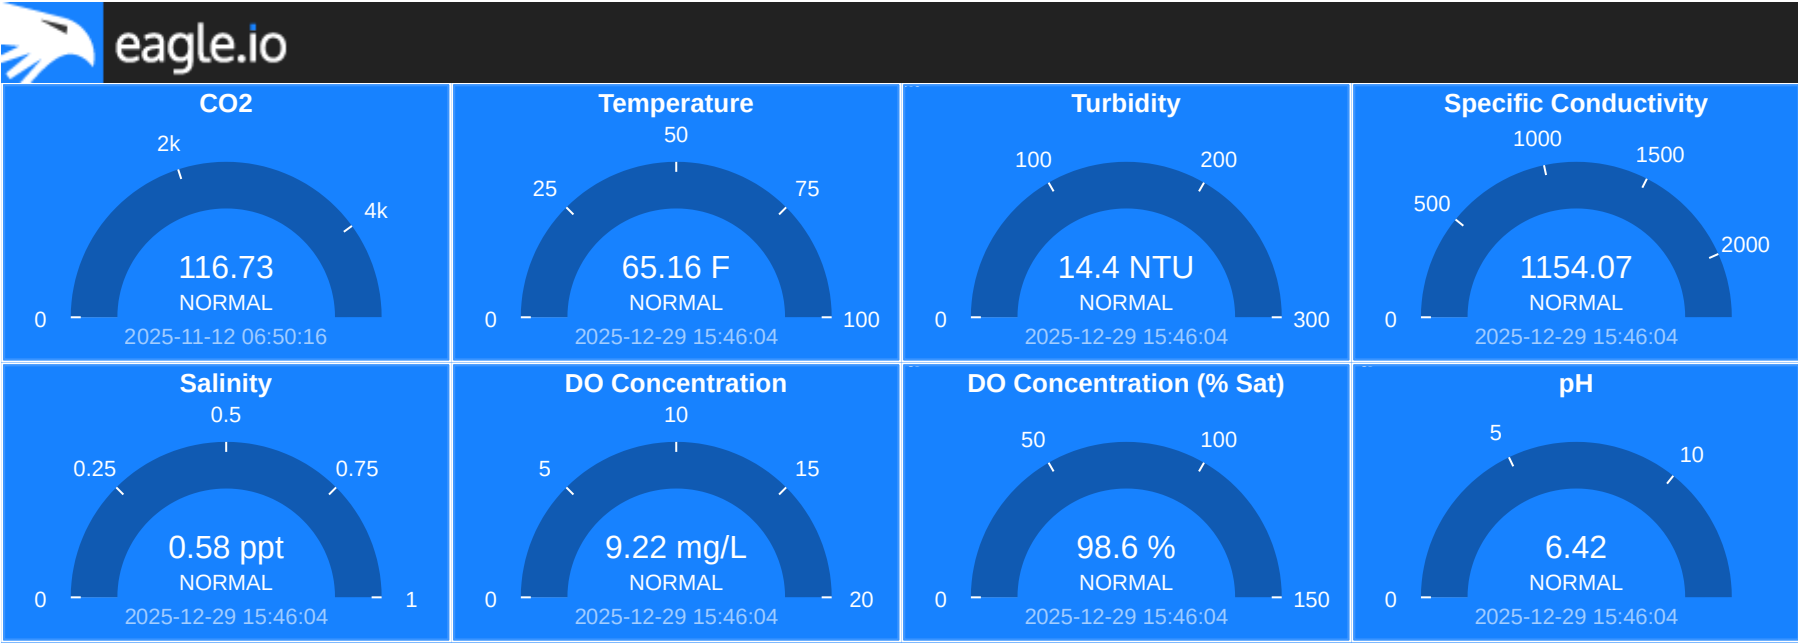 eagle.io
CO2
2k
4k
0
116.73
NORMAL
2025-11-12 06:50:16
Temperature
50
25
75
0
100
65.16 F
NORMAL
2025-12-29 15:46:04
Turbidity
100
200
0
300
14.4 NTU
NORMAL
2025-12-29 15:46:04
Specific Conductivity
1000
1500
500
2000
0
1154.07
NORMAL
2025-12-29 15:46:04
Salinity
0.5
0.25
0.75
0
1
0.58 ppt
NORMAL
2025-12-29 15:46:04
DO Concentration
10
5
15
0
20
9.22 mg/L
NORMAL
2025-12-29 15:46:04
DO Concentration (% Sat)
50
100
0
150
98.6 %
NORMAL
2025-12-29 15:46:04
pH
5
10
0
6.42
NORMAL
2025-12-29 15:46:04